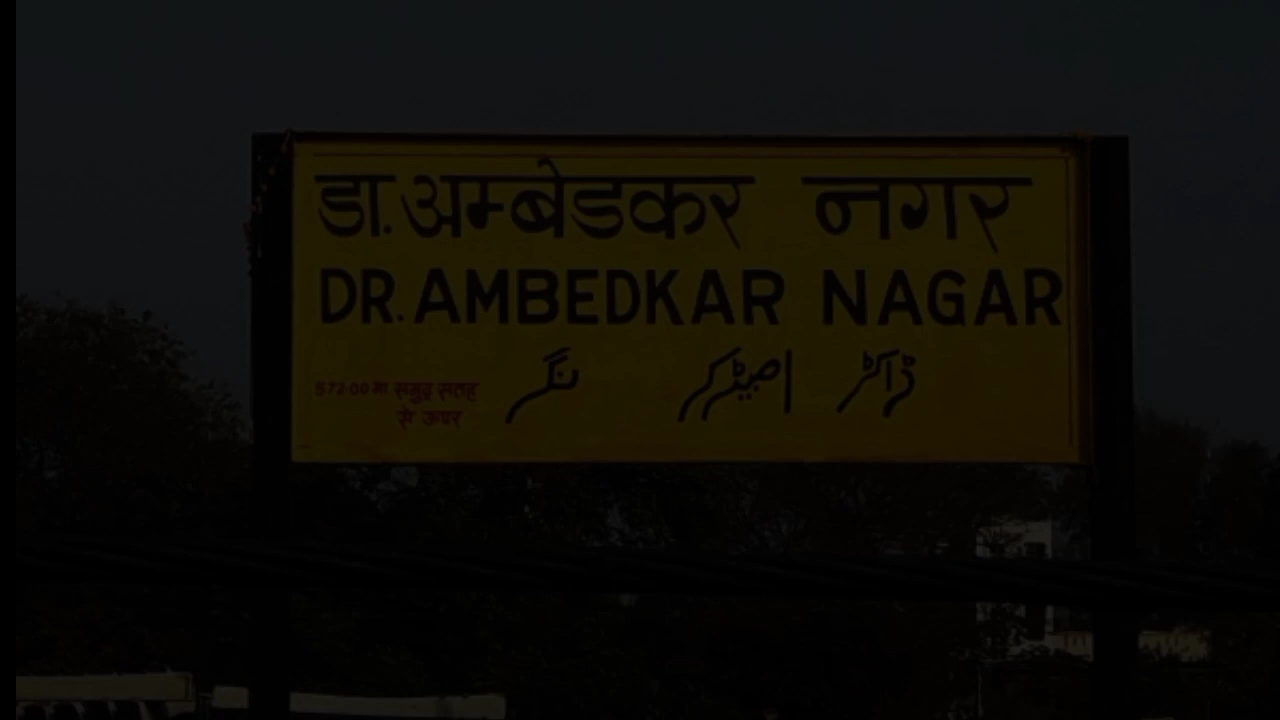 डा. अम्बेडकर नगर
DR. AMBEDKAR NAGAR
ڈاکٹر امبیڈکر نگر
572.00 मी समुद्र सतह
से ऊपर